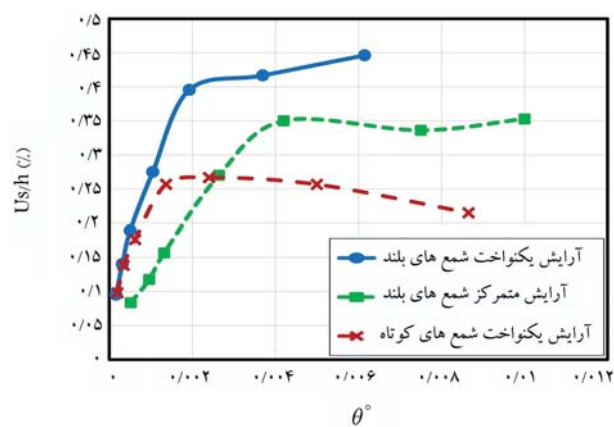 ۰/۵
۰/۴۵
۰/۴
۰/۳۵
۰/۳
۰/۲۵
۰/۲
۰/۱۵
۰/۱
۰/۰۵
۰
Us/h (٪)
آرایش یکنواخت شمع های بلند
آرایش متمرکز شمع های بلند
آرایش یکنواخت شمع های کوتاه
۰ ۰/۰۰۲ ۰/۰۰۴ ۰/۰۰۶ ۰/۰۰۸ ۰/۰۱ ۰/۰۱۲
θ°